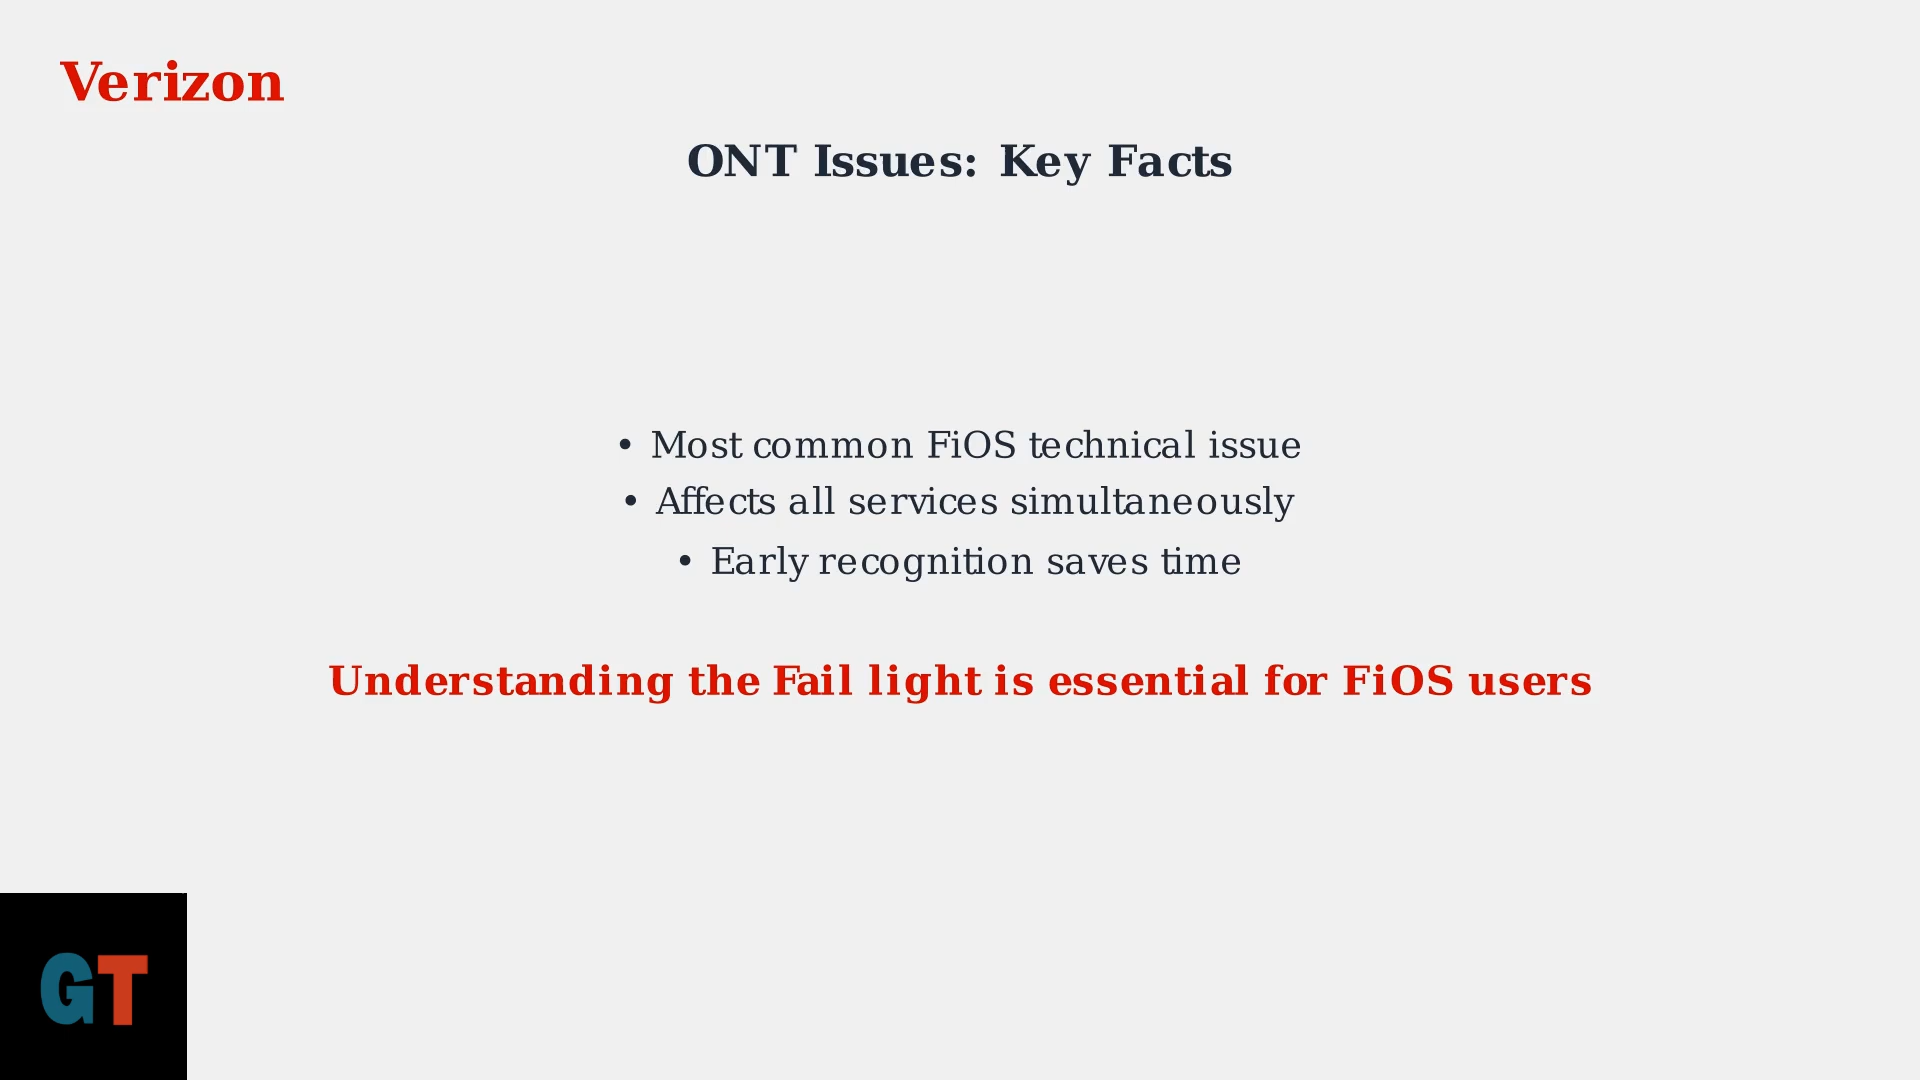 Verizon
ONT Issues: Key Facts
• Most common FiOS technical issue
• Affects all services simultaneously
• Early recognition saves time
Understanding the Fail light is essential for FiOS users
GT